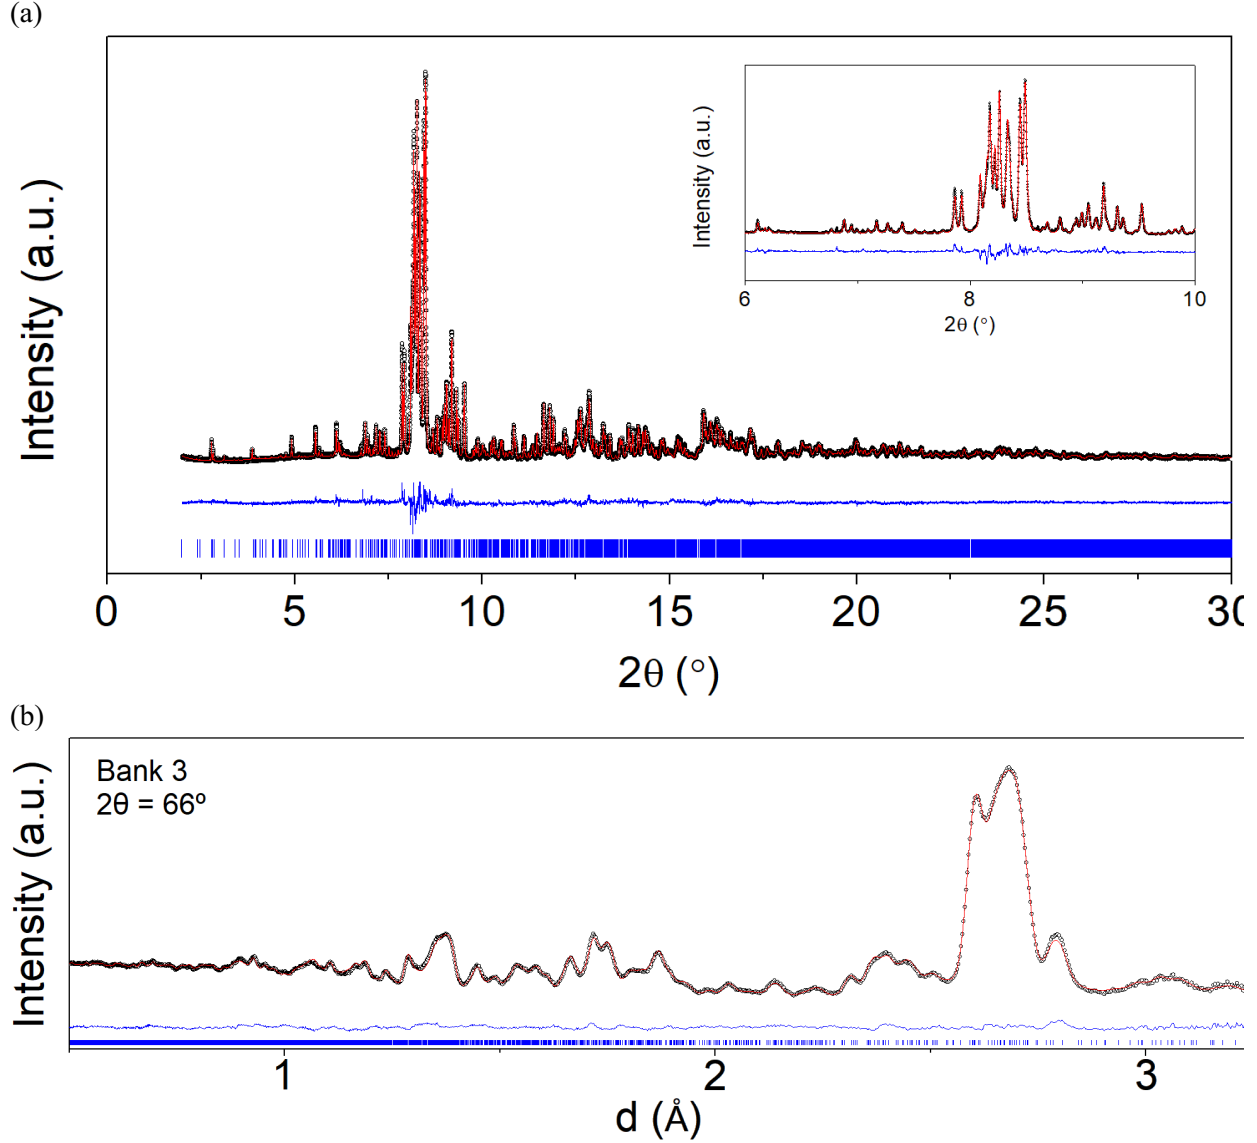 (a)
Intensity (a.u.)
Intensity (a.u.)
6 8 10
2θ (°)
0 5 10 15 20 25 30
2θ (°)
(b)
Bank 3
2θ = 66º
Intensity (a.u.)
1 2 3
d (Å)